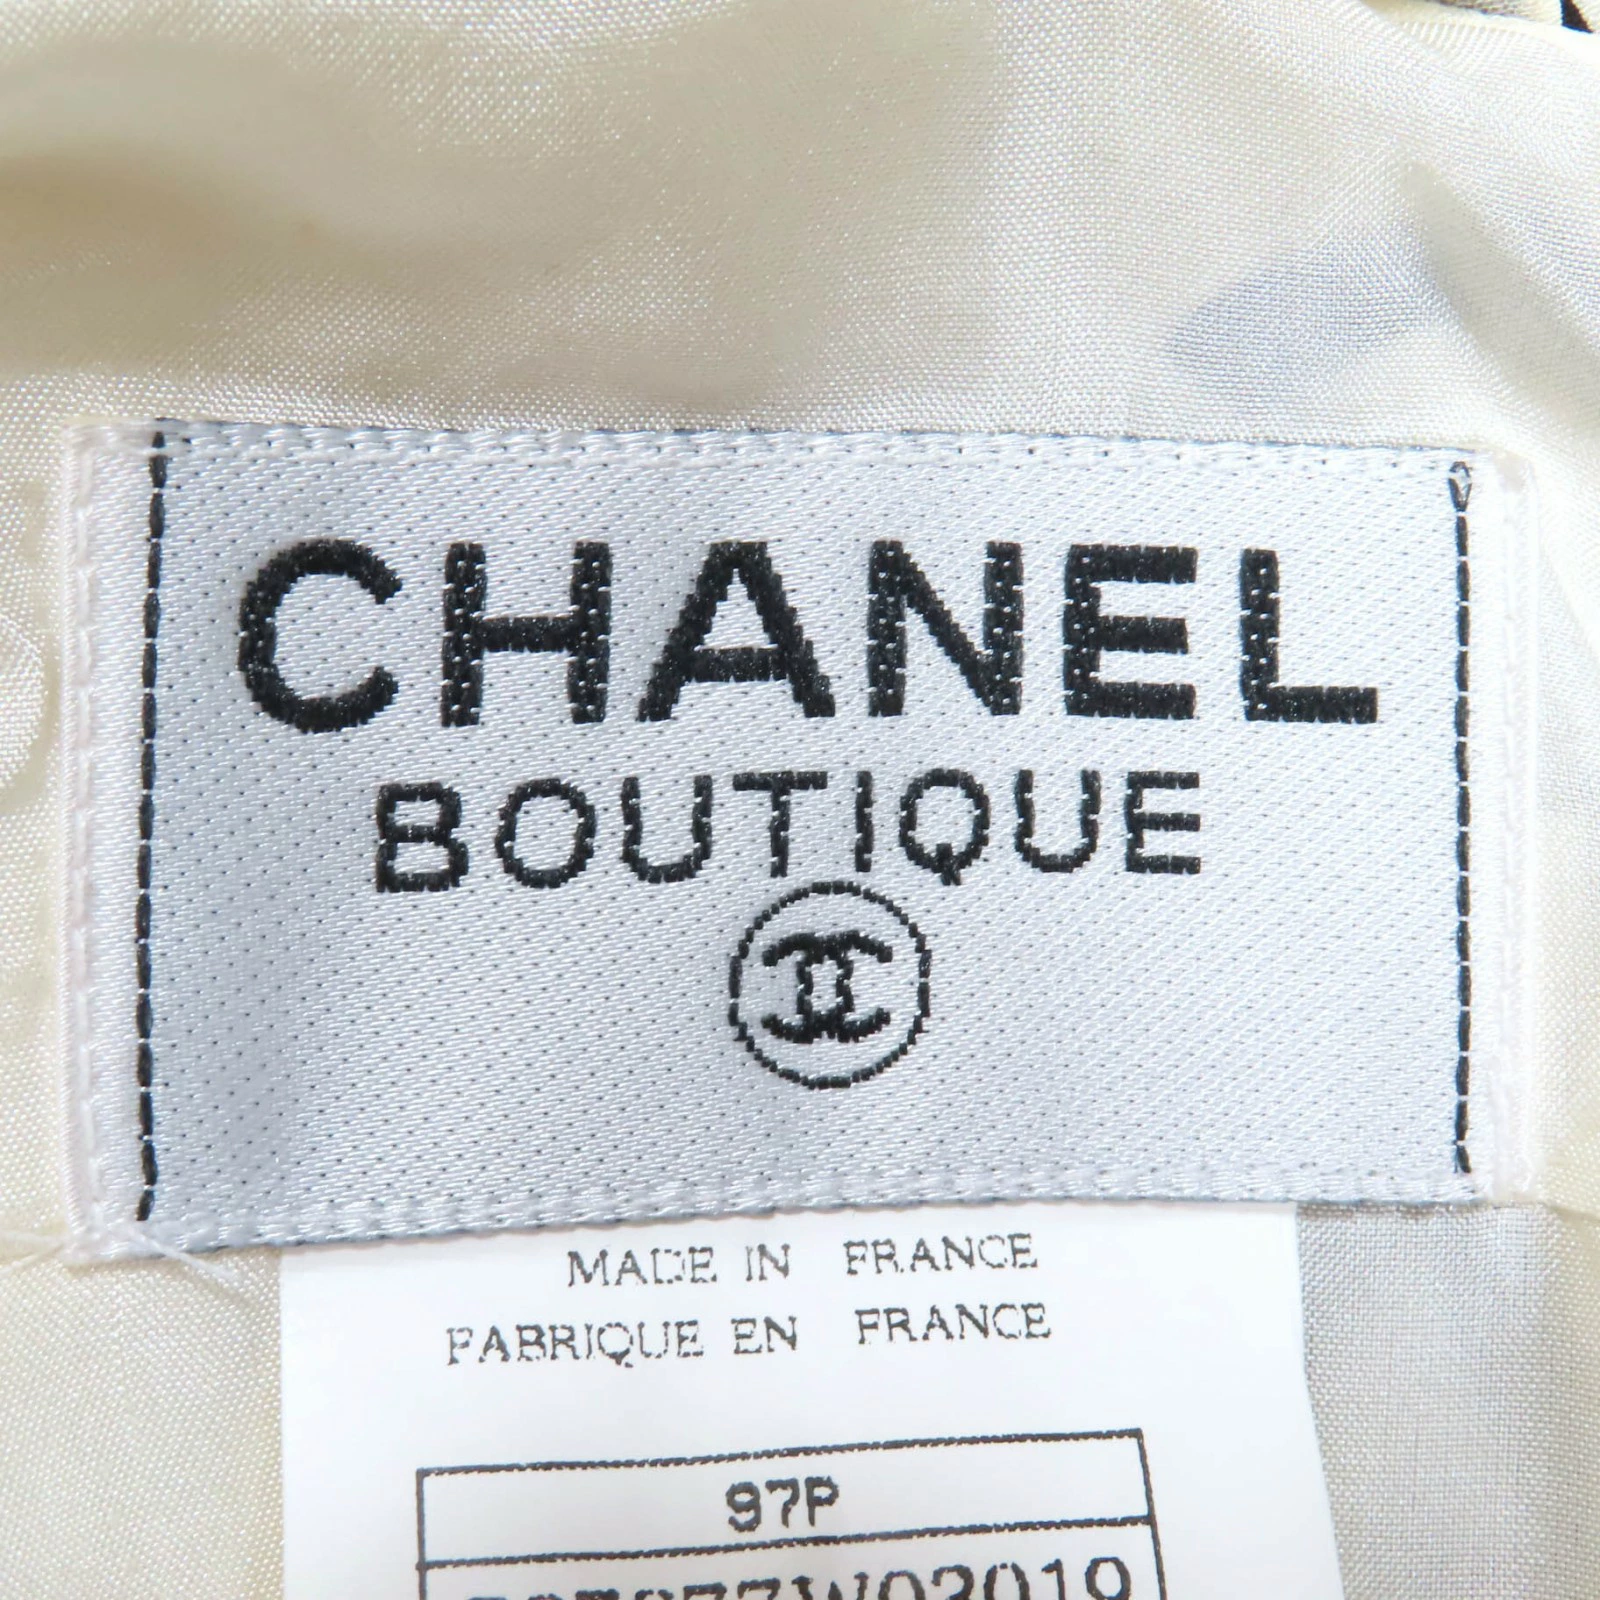 CHANEL
BOUTIQUE
MADE IN FRANCE
FABRIQUE EN FRANCE
97P